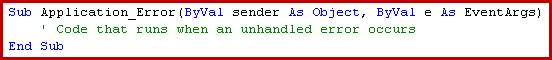 Sub Application_Error(ByVal sender As Object, ByVal e As EventArgs)
    ' Code that runs when an unhandled error occurs
End Sub